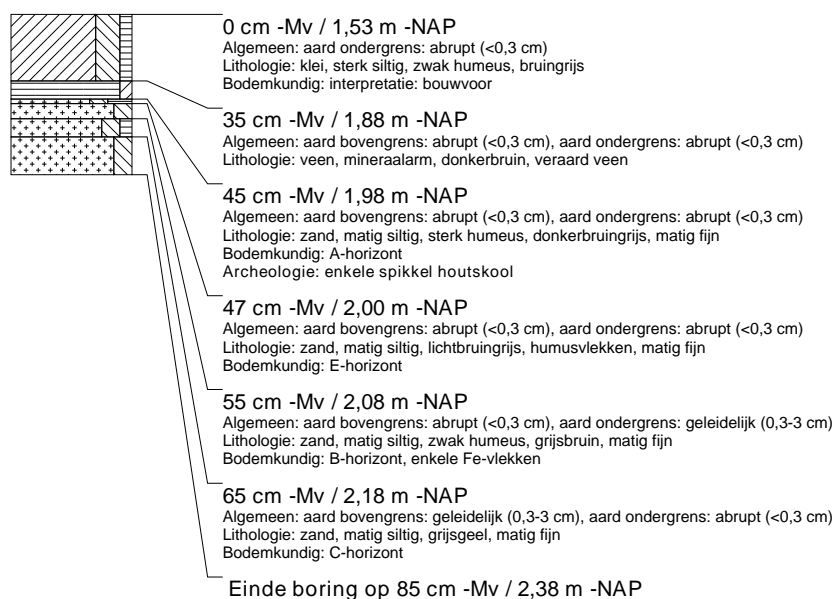 0 cm -Mv / 1,53 m -NAP
Algemeen: aard ondergrens: abrupt (<0,3 cm)
Lithologie: klei, sterk siltig, zwak humeus, bruingrijs
Bodemkundig: interpretatie: bouwvoor
35 cm -Mv / 1,88 m -NAP
Algemeen: aard bovengrens: abrupt (<0,3 cm), aard ondergrens: abrupt (<0,3 cm)
Lithologie: veen, mineraalarm, donkerbruin, veraard veen
45 cm -Mv / 1,98 m -NAP
Algemeen: aard bovengrens: abrupt (<0,3 cm), aard ondergrens: abrupt (<0,3 cm)
Lithologie: zand, matig siltig, sterk humeus, donkerbruingrijs, matig fijn
Bodemkundig: A-horizont
Archeologie: enkele spikkel houtskool
47 cm -Mv / 2,00 m -NAP
Algemeen: aard bovengrens: abrupt (<0,3 cm), aard ondergrens: abrupt (<0,3 cm)
Lithologie: zand, matig siltig, lichtbruingrijs, humusvlekken, matig fijn
Bodemkundig: E-horizont
55 cm -Mv / 2,08 m -NAP
Algemeen: aard bovengrens: abrupt (<0,3 cm), aard ondergrens: geleidelijk (0,3-3 cm)
Lithologie: zand, matig siltig, zwak humeus, grijsbruin, matig fijn
Bodemkundig: B-horizont, enkele Fe-vlekken
65 cm -Mv / 2,18 m -NAP
Algemeen: aard bovengrens: geleidelijk (0,3-3 cm), aard ondergrens: abrupt (<0,3 cm)
Lithologie: zand, matig siltig, grijsgeel, matig fijn
Bodemkundig: C-horizont
Einde boring op 85 cm -Mv / 2,38 m -NAP